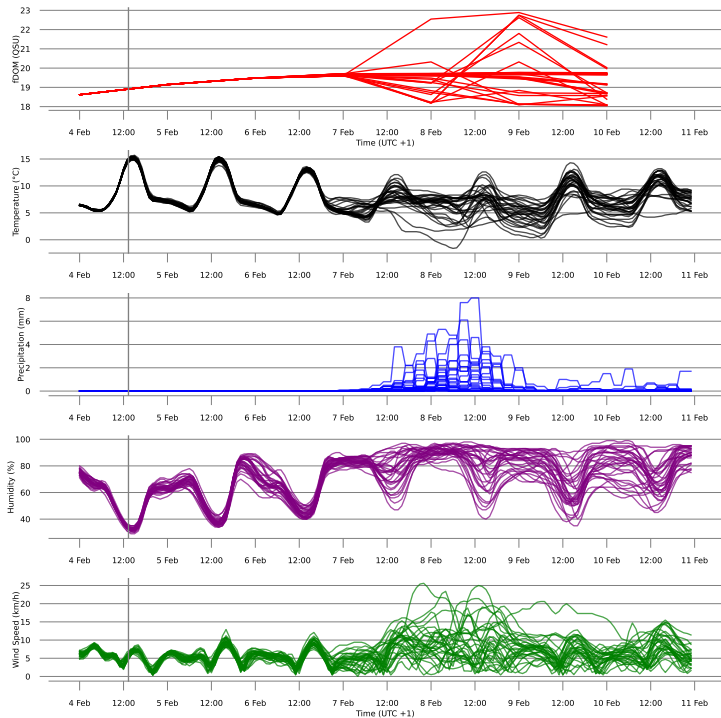 23
22
21
20
19
18
fDOM (QSU)
4 Feb 12:00 5 Feb 12:00 6 Feb 12:00 7 Feb 12:00 8 Feb 12:00 9 Feb 12:00 10 Feb 12:00 11 Feb
Time (UTC +1)
15
10
5
0
Temperature (°C)
4 Feb 12:00 5 Feb 12:00 6 Feb 12:00 7 Feb 12:00 8 Feb 12:00 9 Feb 12:00 10 Feb 12:00 11 Feb
8
6
4
2
0
Precipitation (mm)
4 Feb 12:00 5 Feb 12:00 6 Feb 12:00 7 Feb 12:00 8 Feb 12:00 9 Feb 12:00 10 Feb 12:00 11 Feb
100
80
60
40
Humidity (%)
4 Feb 12:00 5 Feb 12:00 6 Feb 12:00 7 Feb 12:00 8 Feb 12:00 9 Feb 12:00 10 Feb 12:00 11 Feb
25
20
15
10
5
0
Wind Speed (km/h)
4 Feb 12:00 5 Feb 12:00 6 Feb 12:00 7 Feb 12:00 8 Feb 12:00 9 Feb 12:00 10 Feb 12:00 11 Feb
Time (UTC +1)